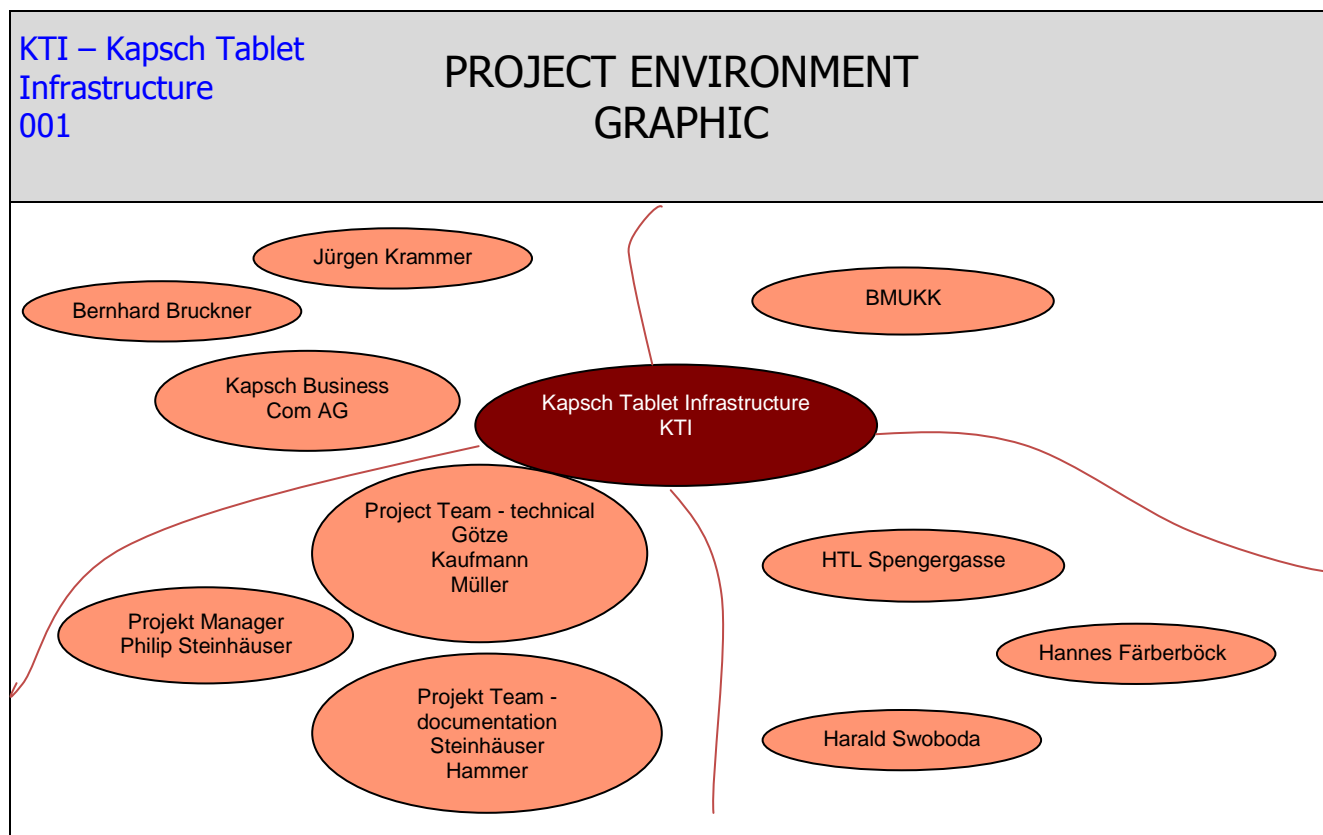 KTI – Kapsch Tablet
Infrastructure
001
PROJECT ENVIRONMENT
GRAPHIC
Jürgen Krammer
Bernhard Bruckner
BMUKK
Kapsch Business
Com AG
Kapsch Tablet Infrastructure
KTI
Project Team - technical
Götze
Kaufmann
Müller
HTL Spengergasse
Projekt Manager
Philip Steinhäuser
Hannes Färberböck
Projekt Team -
documentation
Steinhäuser
Hammer
Harald Swoboda